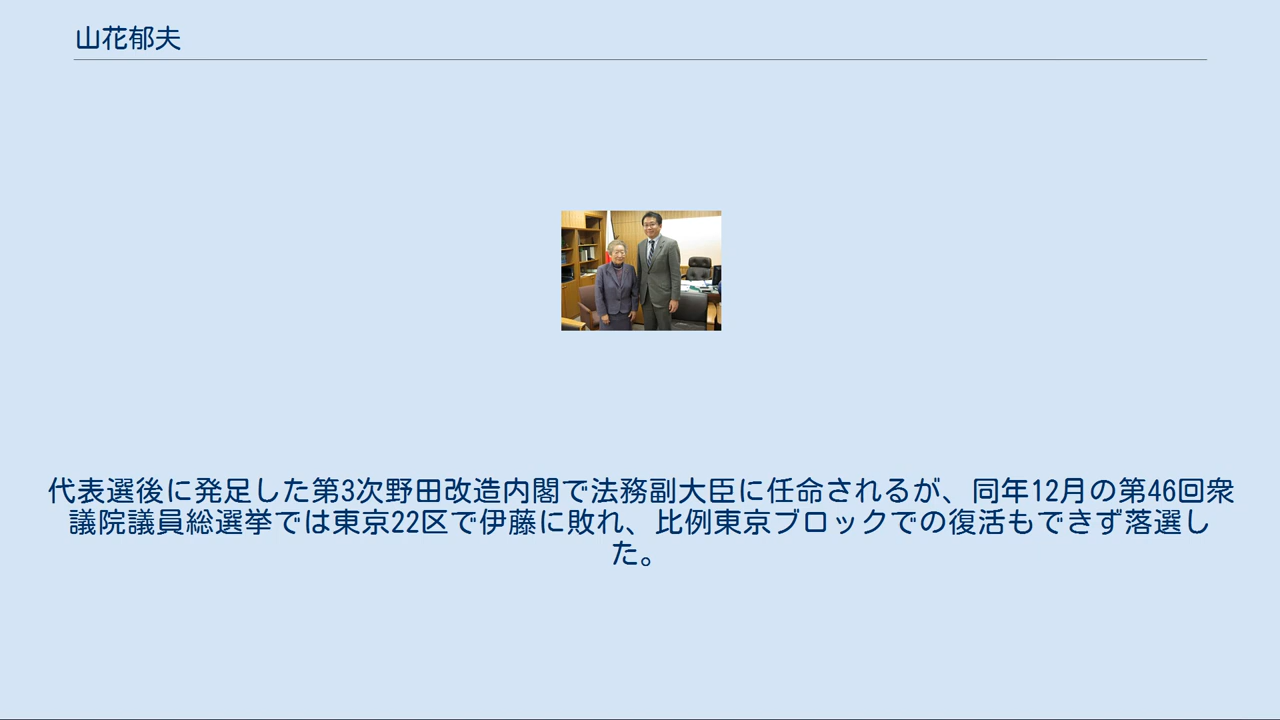 山花郁夫
代表選後に発足した第3次野田改造内閣で法務副大臣に任命されるが、同年12月の第46回衆
議院議員総選挙では東京22区で伊藤に敗れ、比例東京ブロックでの復活もできず落選し
た。